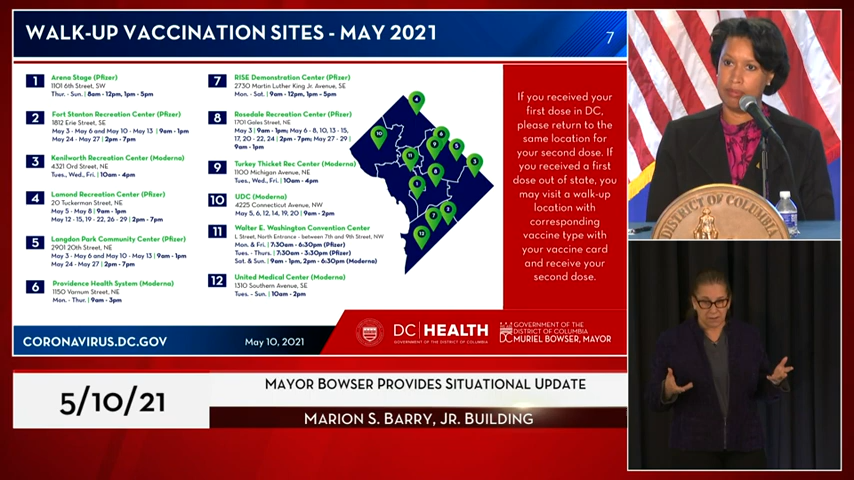 WALK-UP VACCINATION SITES - MAY 2021
7
1
Arena Stage (Pfizer)
1101 6th Street, SW
Thur. - Sun. | 8am - 12pm, 1pm - 5pm
2
Fort Stanton Recreation Center (Pfizer)
1812 Erie Street, SE
May 3 - May 6 and May 10 - May 13 | 9am - 1pm
May 24 - May 27 | 2pm - 7pm
3
Kenilworth Recreation Center (Moderna)
4321 Ord Street, NE
Tues., Wed., Fri. | 10am - 4pm
4
Lamond Recreation Center (Pfizer)
20 Tuckerman Street, NE
May 5 - May 8 | 9am - 1pm
May 12 - 15, 19 - 22, 26 - 29 | 2pm - 7pm
5
Langdon Park Community Center (Pfizer)
2901 20th Street, NE
May 3 - May 6 and May 10 - May 13 | 9am - 1pm
May 24 - May 27 | 2pm - 7pm
6
Providence Health System (Moderna)
1150 Varnum Street, NE
Mon. - Thur. | 9am - 3pm
7
RISE Demonstration Center (Pfizer)
2730 Martin Luther King Jr. Avenue, SE
Mon. - Sat. | 9am - 12pm, 1pm - 5pm
8
Rosedale Recreation Center (Pfizer)
1701 Gales Street, NE
May 3 | 9am - 1pm; May 6 - 8, 10, 13 - 15,
17, 20 - 22, 24 | 2pm - 7pm; May 27 - 29 |
9am - 1pm
9
Turkey Thicket Rec Center (Moderna)
1100 Michigan Avenue, NE
Tues., Wed., Fri. | 10am - 4pm
10
UDC (Moderna)
4225 Connecticut Avenue, NW
May 5, 6, 12, 14, 19, 20 | 9am - 2pm
11
Walter E. Washington Convention Center
L Street, North Entrance - between 7th and 9th Street, NW
Mon. & Fri. | 7:30am - 6:30pm (Pfizer)
Tues. - Thurs. | 7:30am - 3:30pm (Pfizer)
Sat. & Sun. | 9am - 1pm, 2pm - 6:30pm (Moderna)
12
United Medical Center (Moderna)
1310 Southern Avenue, SE
Tues. - Sun. | 10am - 2pm
If you received your
first dose in DC,
please return to the
same location for
your second dose. If
you received a first
dose out of state, you
may visit a walk-up
location with
corresponding
vaccine type with
your vaccine card
and receive your
second dose.
CORONAVIRUS.DC.GOV
May 10, 2021
DC | HEALTH
GOVERNMENT OF THE DISTRICT OF COLUMBIA
GOVERNMENT OF THE
DISTRICT OF COLUMBIA
MURIEL BOWSER, MAYOR
DISTRICT OF COLUMBIA
5/10/21
MAYOR BOWSER PROVIDES SITUATIONAL UPDATE
MARION S. BARRY, JR. BUILDING